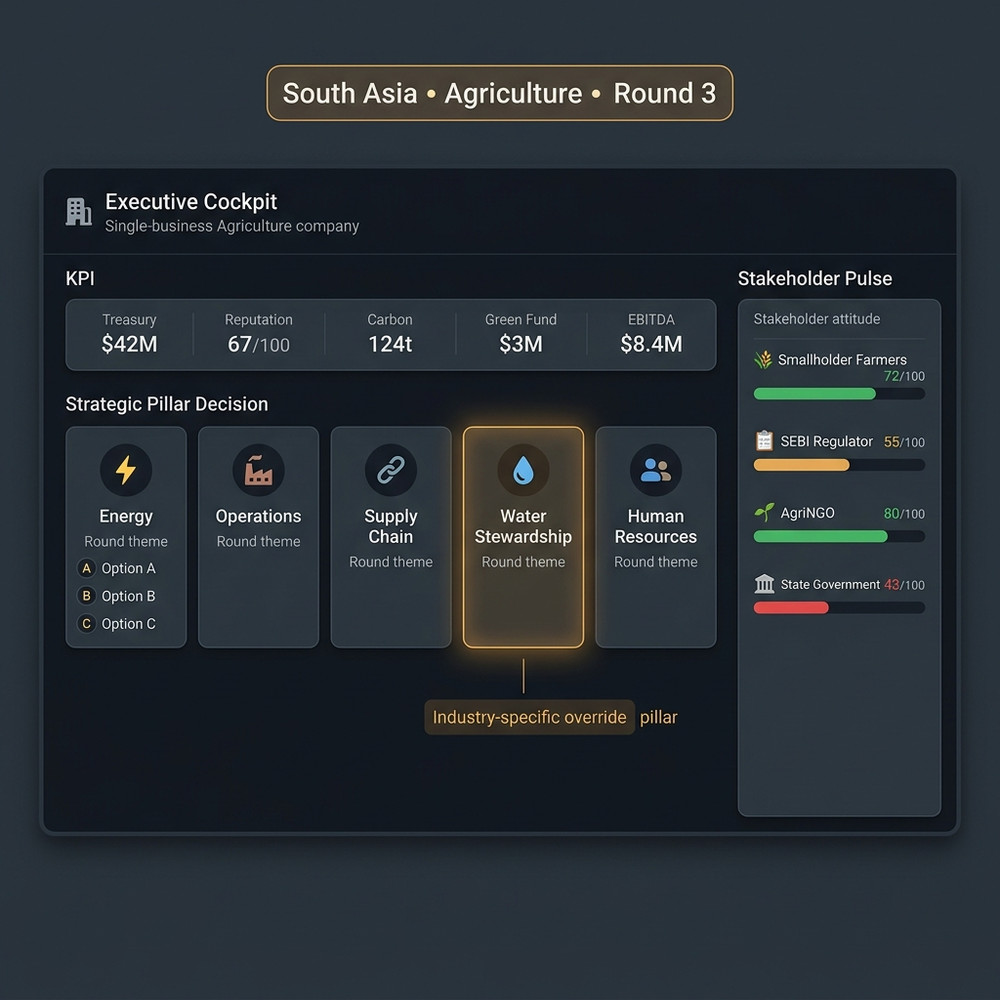 South Asia • Agriculture • Round 3
Executive Cockpit
Single-business Agriculture company
KPI
Treasury
$42M
Reputation
67/100
Carbon
124t
Green Fund
$3M
EBITDA
$8.4M
Strategic Pillar Decision
Energy
Round theme
A Option A
B Option B
C Option C
Operations
Round theme
Supply
Chain
Round theme
Water
Stewardship
Round theme
Human
Resources
Round theme
Industry-specific override pillar
Stakeholder Pulse
Stakeholder attitude
Smallholder Farmers
72/100
SEBI Regulator 55/100
AgriNGO 80/100
State Government 43/100